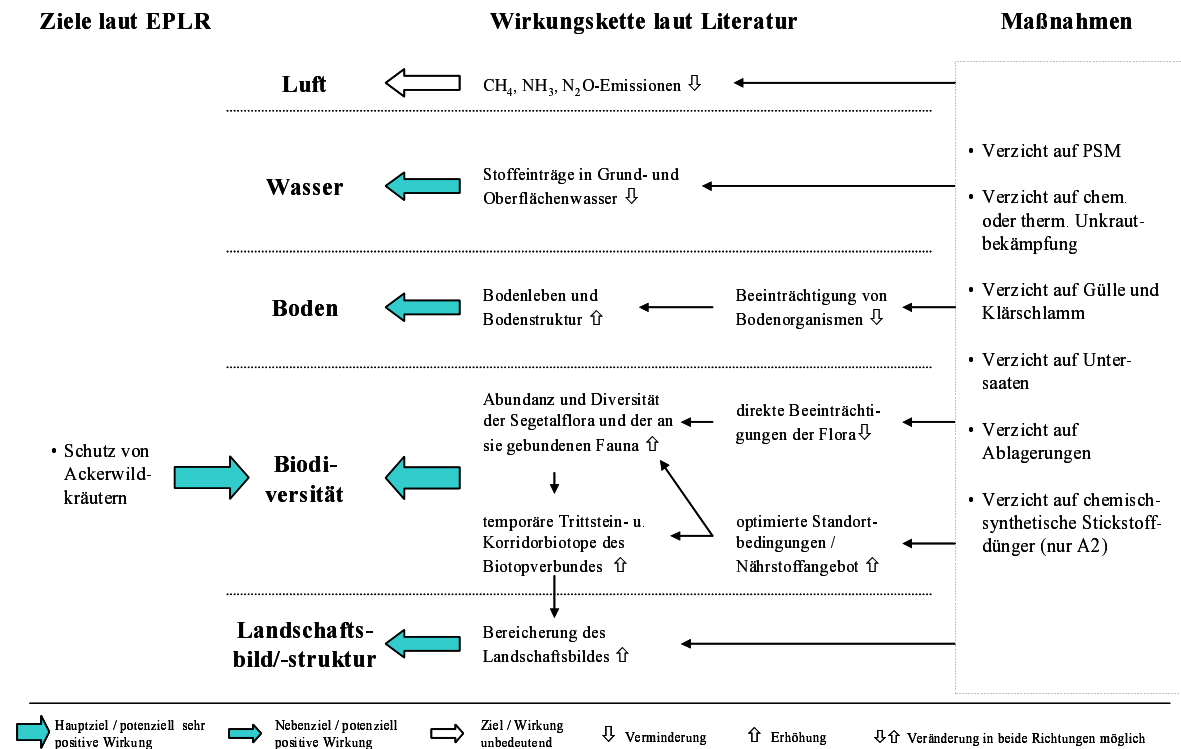 Ziele laut EPLR
Wirkungskette laut Literatur
Maßnahmen
Luft
CH4, NH3, N2O-Emissionen ⇩
Wasser
Stoffeinträge in Grund- und
Oberflächenwasser ⇩
Boden
Bodenleben und
Bodenstruktur ⇧
Beeinträchtigung von
Bodenorganismen ⇩
• Schutz von
Ackerwild-
kräutern
Biodi-
versität
Abundanz und Diversität
der Segetalflora und der an
sie gebundenen Fauna ⇧
direkte Beeinträchti-
gungen der Flora ⇩
temporäre Trittstein- u.
Korridorbiotope des
Biotopverbundes ⇧
optimierte Standort-
bedingungen /
Nährstoffangebot ⇧
Landschafts-
bild/-struktur
Bereicherung des
Landschaftsbildes ⇧
• Verzicht auf PSM
• Verzicht auf chem.
oder therm. Unkraut-
bekämpfung
• Verzicht auf Gülle und
Klärschlamm
• Verzicht auf Unter-
saaten
• Verzicht auf
Ablagerungen
• Verzicht auf chemisch-
synthetische Stickstoff-
dünger (nur A2)
Hauptziel / potenziell sehr
positive Wirkung
Nebenziel / potenziell
positive Wirkung
Ziel / Wirkung
unbedeutend
⇩ Verminderung
⇧ Erhöhung
⇩⇧ Veränderung in beide Richtungen möglich